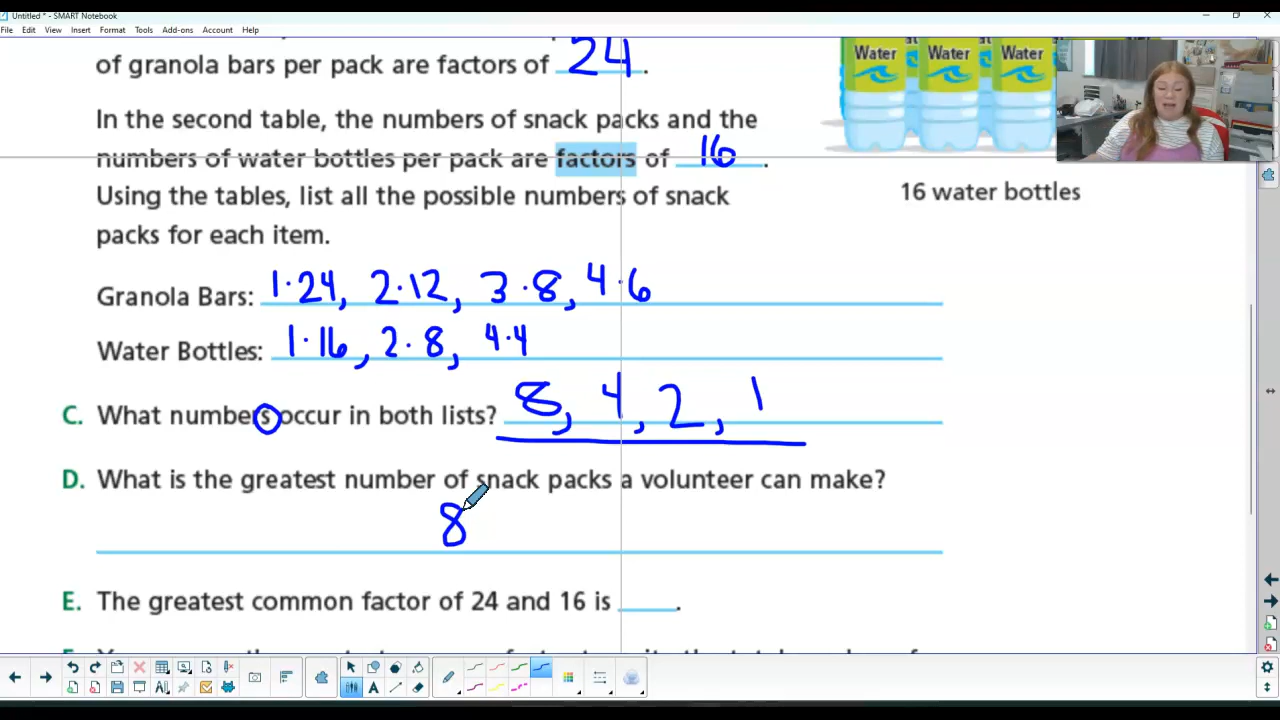 Untitled * - SMART Notebook
File Edit View Insert Format Tools Add-ons Account Help
of granola bars per pack are factors of 24.
Water Water Water
In the second table, the numbers of snack packs and the
numbers of water bottles per pack are factors of 16.
Using the tables, list all the possible numbers of snack
packs for each item.
16 water bottles
Granola Bars: 1·24, 2·12, 3·8, 4·6
Water Bottles: 1·16, 2·8, 4·4
C. What numbers occur in both lists? 8, 4, 2, 1
D. What is the greatest number of snack packs a volunteer can make?
8
E. The greatest common factor of 24 and 16 is ____.